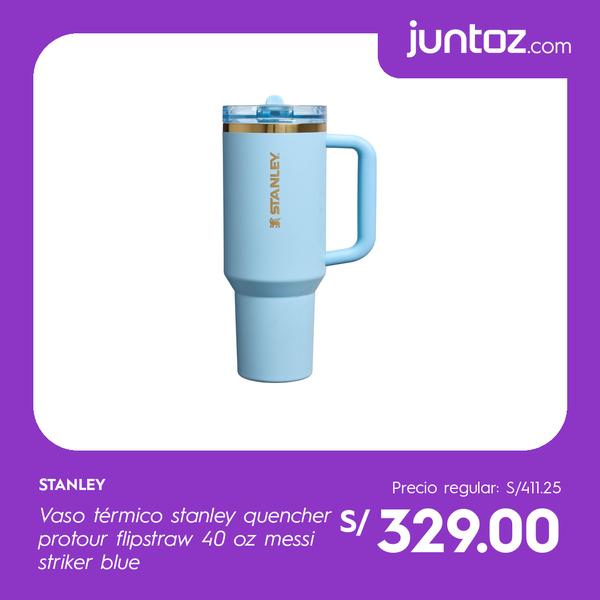 juntoz.com
STANLEY
STANLEY
Precio regular: S/411.25
Vaso térmico stanley quencher
protour flipstraw 40 oz messi
striker blue
S/ 329.00